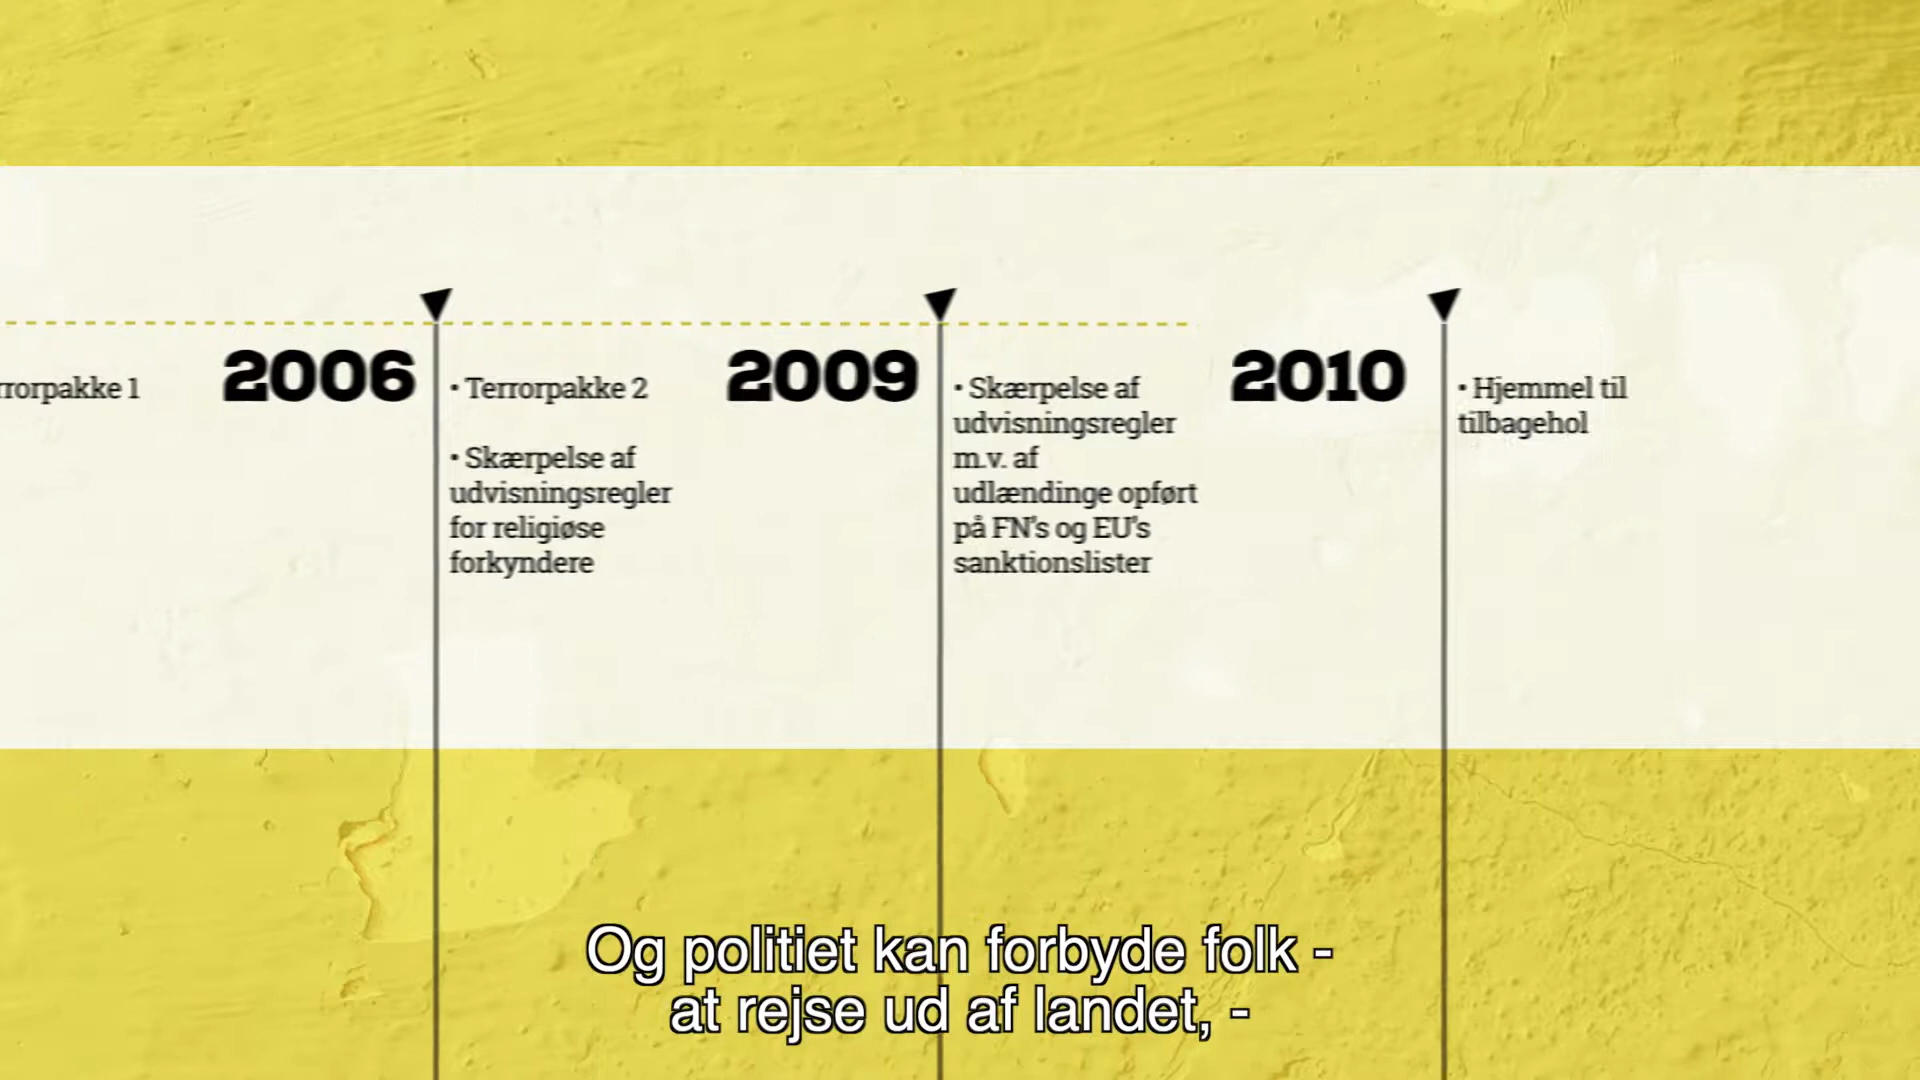 rrorpakke 1
2006
• Terrorpakke 2
• Skærpelse af
udvisningsregler
for religiøse
forkyndere
2009
• Skærpelse af
udvisningsregler
m.v. af
udlændinge opført
på FN's og EU's
sanktionslister
2010
• Hjemmel til
tilbagehol
Og politiet kan forbyde folk -
at rejse ud af landet, -